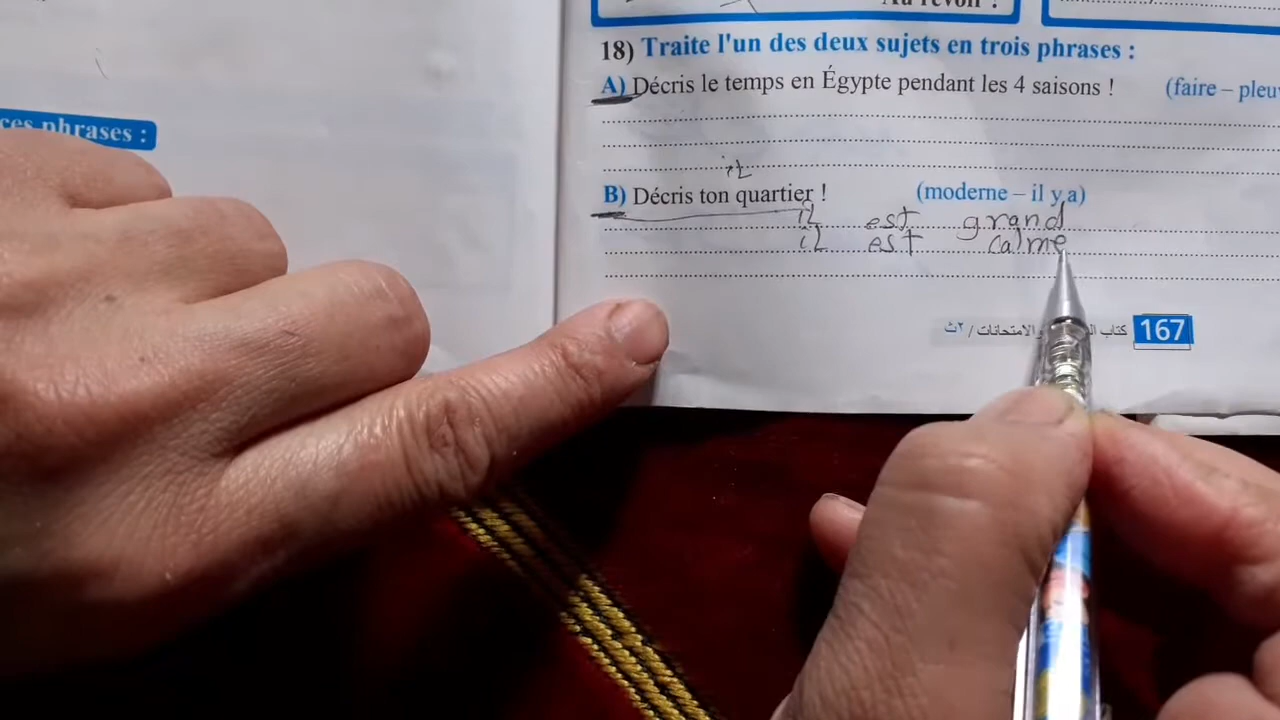 Au revoir !
18) Traite l'un des deux sujets en trois phrases :
A) Décris le temps en Égypte pendant les 4 saisons ! (faire – pleu
ces phrases :
il
B) Décris ton quartier ! (moderne – il y a)
il est grand
il est calme
كتاب والامتحانات / ٢ث 167